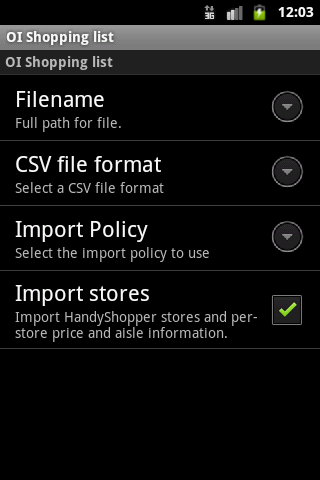 3G 12:03
OI Shopping list
OI Shopping list
Filename
Full path for file.
CSV file format
Select a CSV file format
Import Policy
Select the import policy to use
Import stores
Import HandyShopper stores and per-
store price and aisle information.